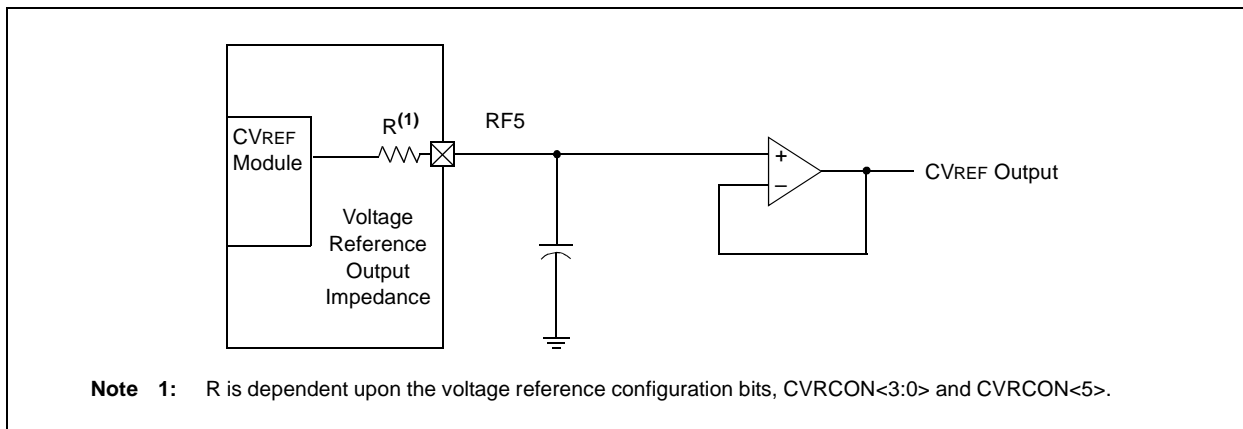 CVREF
Module
R(1)
RF5
Voltage
Reference
Output
Impedance
+
–
CVREF Output
Note 1: R is dependent upon the voltage reference configuration bits, CVRCON<3:0> and CVRCON<5>.